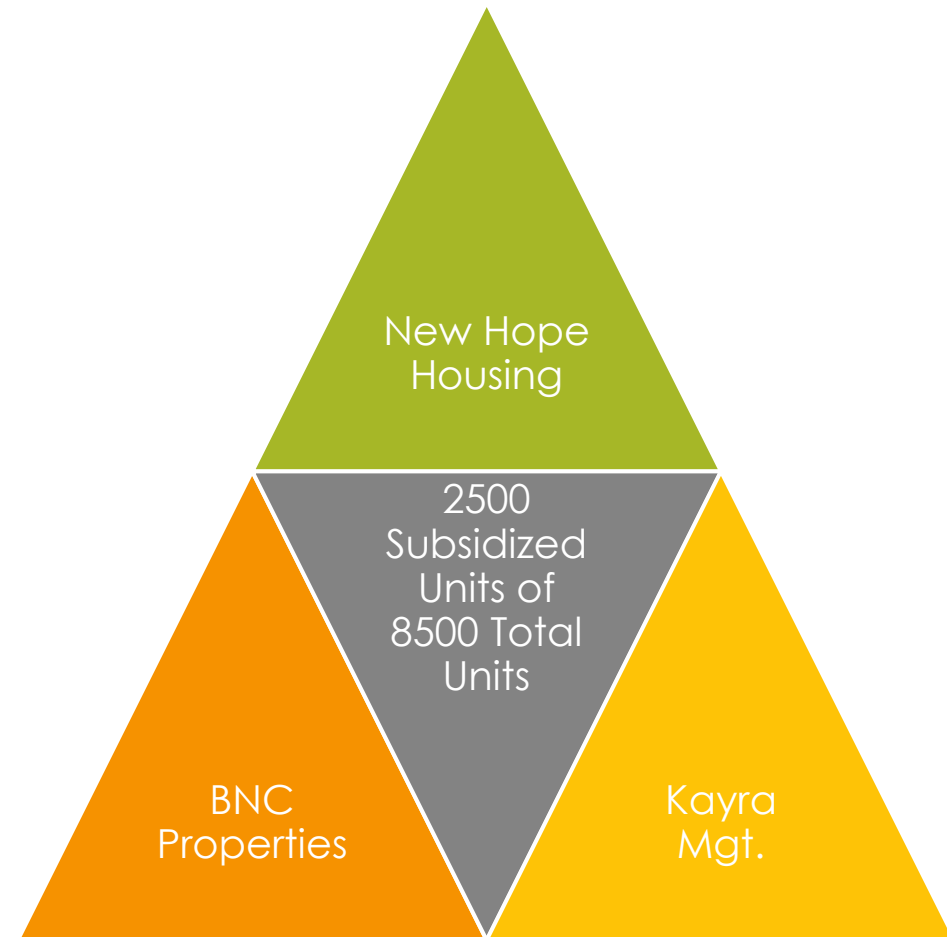 New Hope
Housing
2500
Subsidized
Units of
8500 Total
Units
BNC
Properties
Kayra
Mgt.